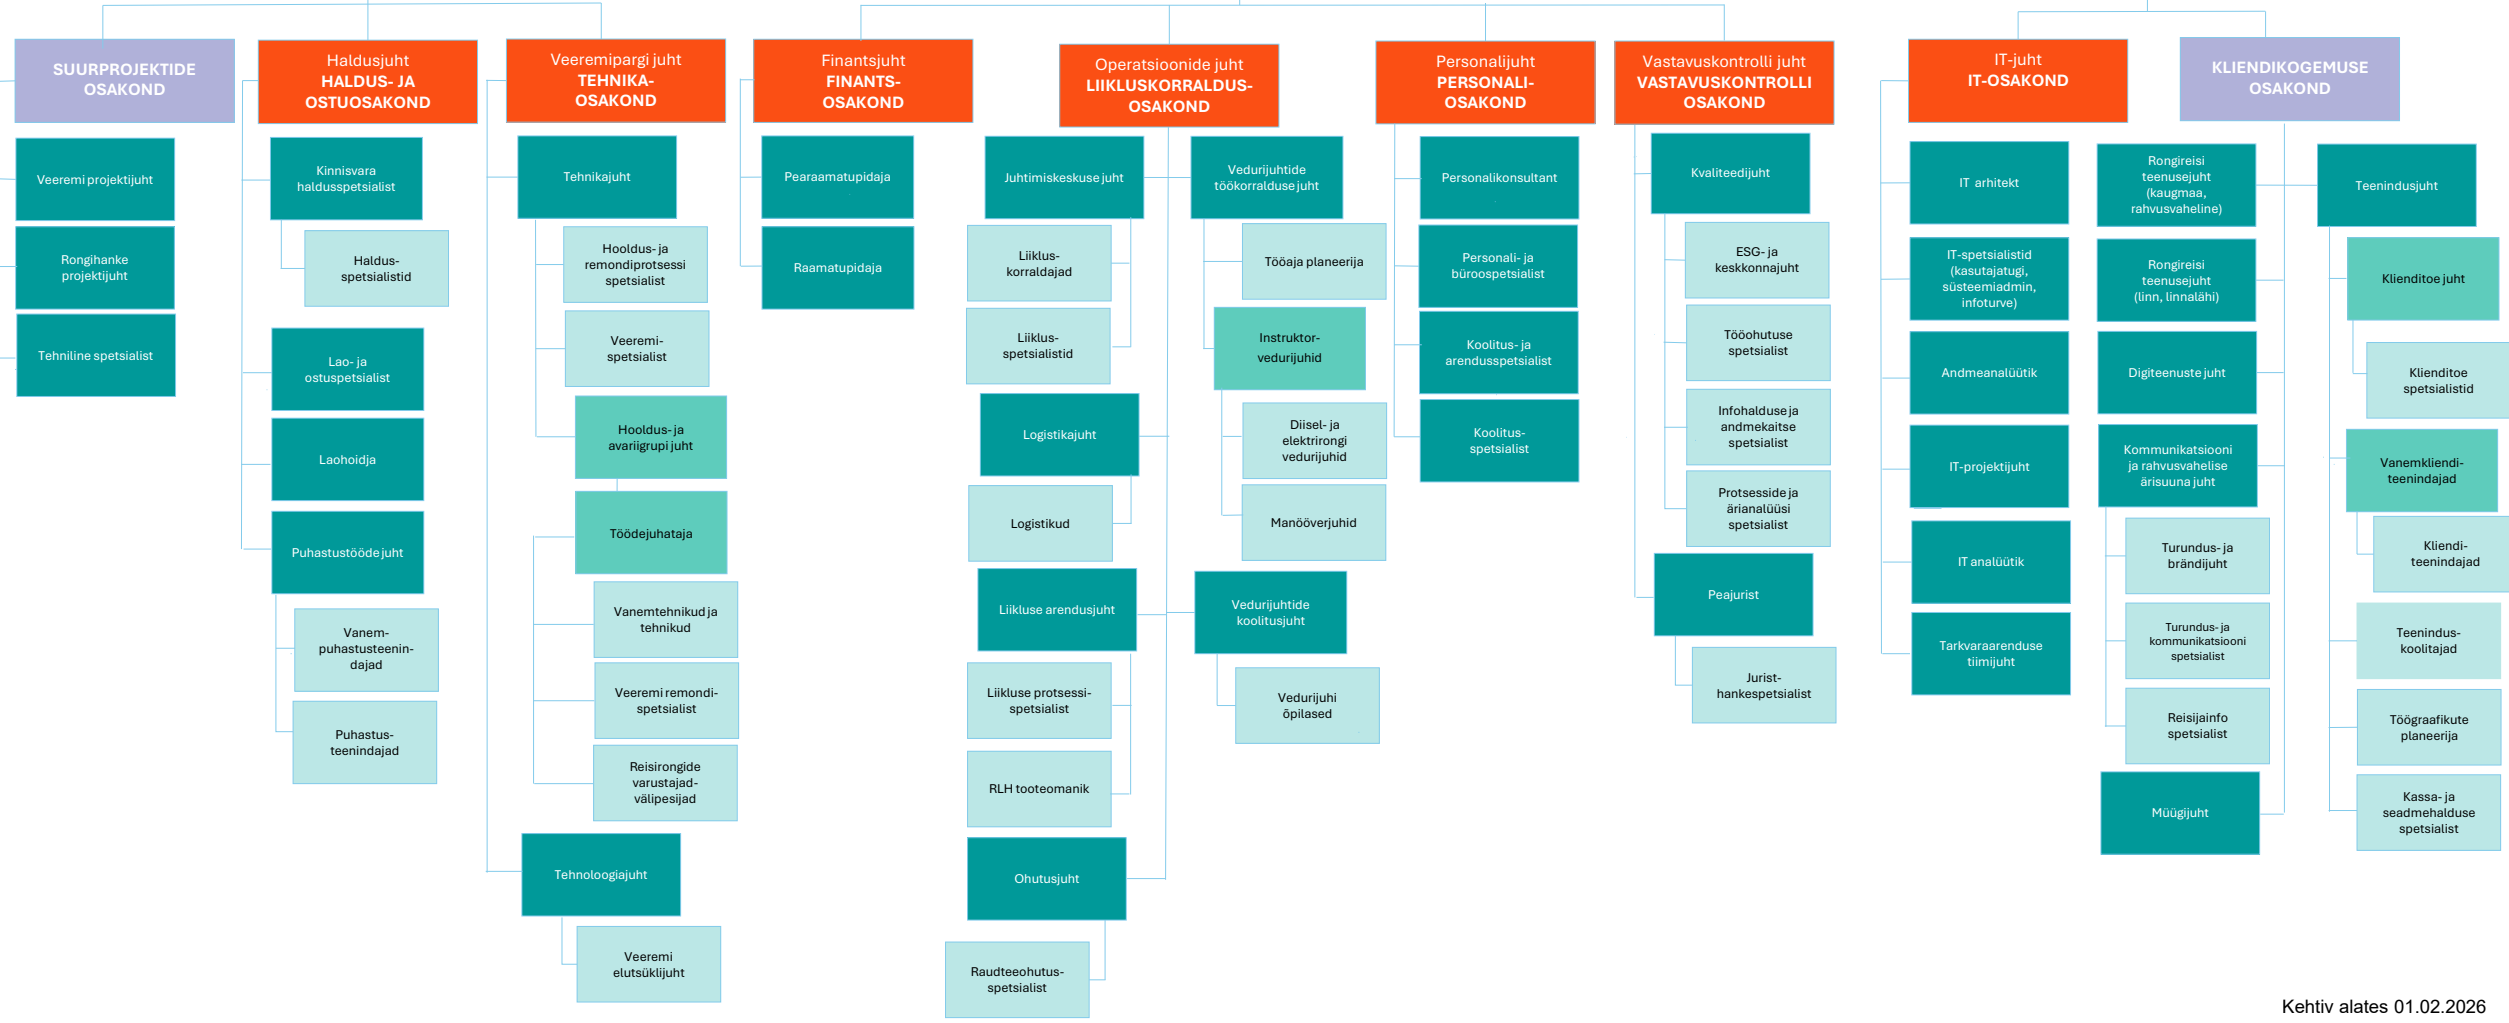 SUURPROJEKTIDE
OSAKOND
Veeremi projektijuht
Rongihanke
projektijuht
Tehniline spetsialist
Haldusjuht
HALDUS- JA
OSTUOSAKOND
Kinnisvara
haldusspetsialist
Haldus-
spetsialistid
Lao- ja
ostuspetsialist
Laohoidja
Puhastustööde juht
Vanem-
puhastusteenin-
dajad
Puhastus-
teenindajad
Veeremipargi juht
TEHNIKA-
OSAKOND
Tehnikajuht
Hooldus- ja
remondiprotsessi
spetsialist
Veeremi-
spetsialist
Hooldus- ja
avariigrupi juht
Töödejuhataja
Vanemtehnikud ja
tehnikud
Veeremi remondi-
spetsialist
Reisirongide
varustajad-
välipesijad
Tehnoloogiajuht
Veeremi
elutsüklijuht
Finantsjuht
FINANTS-
OSAKOND
Pearaamatupidaja
Raamatupidaja
Operatsioonide juht
LIIKLUSKORRALDUS-
OSAKOND
Juhtimiskeskuse juht
Liiklus-
korraldajad
Liiklus-
spetsialistid
Logistikajuht
Logistikud
Liikluse arendusjuht
Liikluse protsessi-
spetsialist
RLH tooteomanik
Ohutusjuht
Raudteeohutus-
spetsialist
Vedurijuhtide
töökorralduse juht
Tööaja planeerija
Instruktor-
vedurijuhid
Diisel- ja
elektrirongi
vedurijuhid
Manööverjuhid
Vedurijuhtide
koolitusjuht
Vedurijuhi
õpilased
Personalijuht
PERSONALI-
OSAKOND
Personalikonsultant
Personali- ja
bürooospetsialist
Koolitus- ja
arendusspetsialist
Koolitus-
spetsialist
Vastavuskontrolli juht
VASTAVUSKONTROLLI
OSAKOND
Kvaliteedijuht
ESG- ja
keskkonnajuht
Tööohutuse
spetsialist
Infohalduse ja
andmekaitse
spetsialist
Protsesside ja
ärianalüüsi
spetsialist
Peajurist
Jurist-
hankespetsialist
IT-juht
IT-OSAKOND
IT arhitekt
IT-spetsialistid
(kasutajatugi,
süsteemiadmin,
infoturve)
Andmeanalüütik
IT-projektijuht
IT analüütik
Tarkvaraarenduse
tiimijuht
KLIENDIKOGEMUSE
OSAKOND
Rongireisi
teenusejuht
(kaugmaa,
rahvusvaheline)
Rongireisi
teenusejuht
(linn, linnalähi)
Digiteenuste juht
Kommunikatsiooni
ja rahvusvahelise
ärisuuna juht
Turundus- ja
brändijuht
Turundus- ja
kommunikatsiooni
spetsialist
Reisijainfo
spetsialist
Müügijuht
Teenindusjuht
Klienditoe juht
Klienditoe
spetsialistid
Vanemkliendi-
teenindajad
Kliendi-
teenindajad
Teenindus-
koolitajad
Töögraafikute
planeerija
Kassa- ja
seadmehalduse
spetsialist
Kehtiv alates 01.02.2026